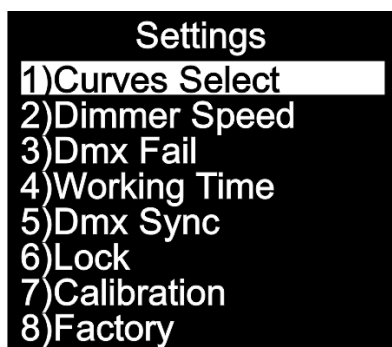 Settings
1)Curves Select
2)Dimmer Speed
3)Dmx Fail
4)Working Time
5)Dmx Sync
6)Lock
7)Calibration
8)Factory